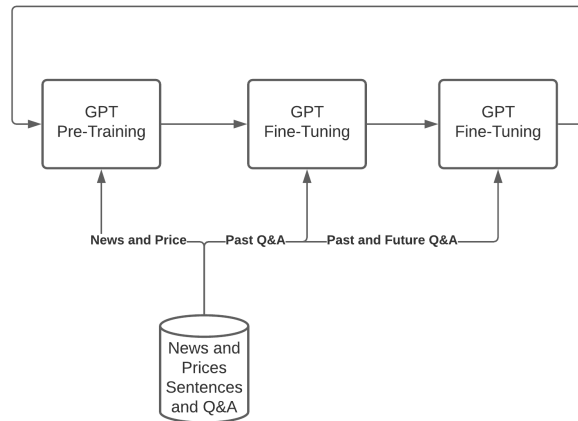 GPT
Pre-Training
GPT
Fine-Tuning
GPT
Fine-Tuning
News and Price
Past Q&A
Past and Future Q&A
News and
Prices
Sentences
and Q&A